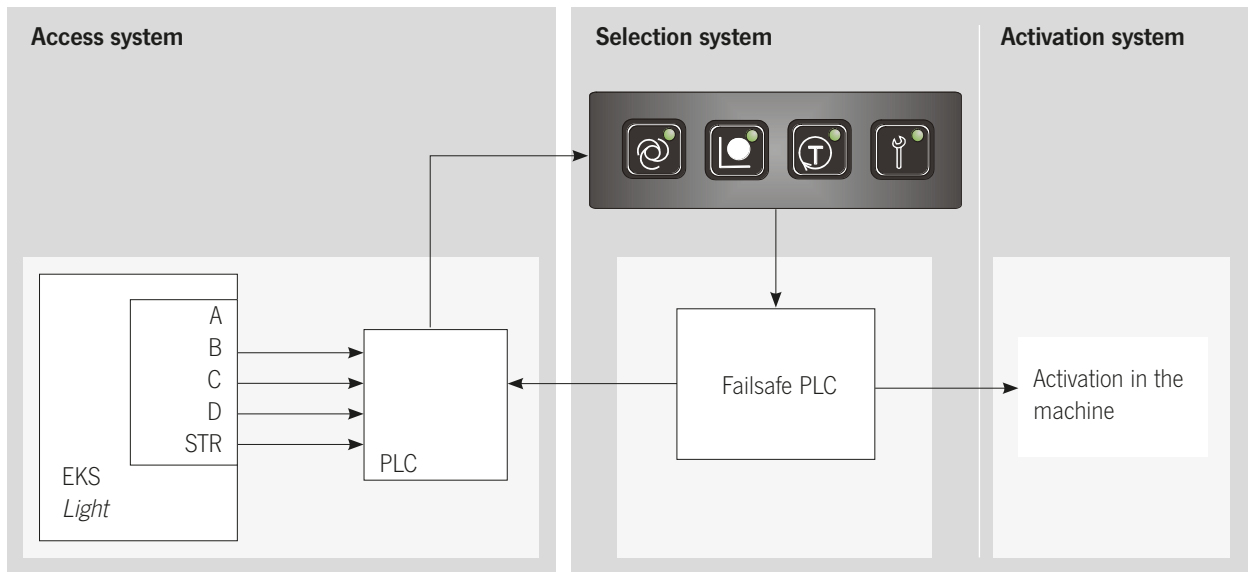 Access system
Selection system
Activation system
T
A
B
C
D
STR
EKS
Light
PLC
Failsafe PLC
Activation in the
machine